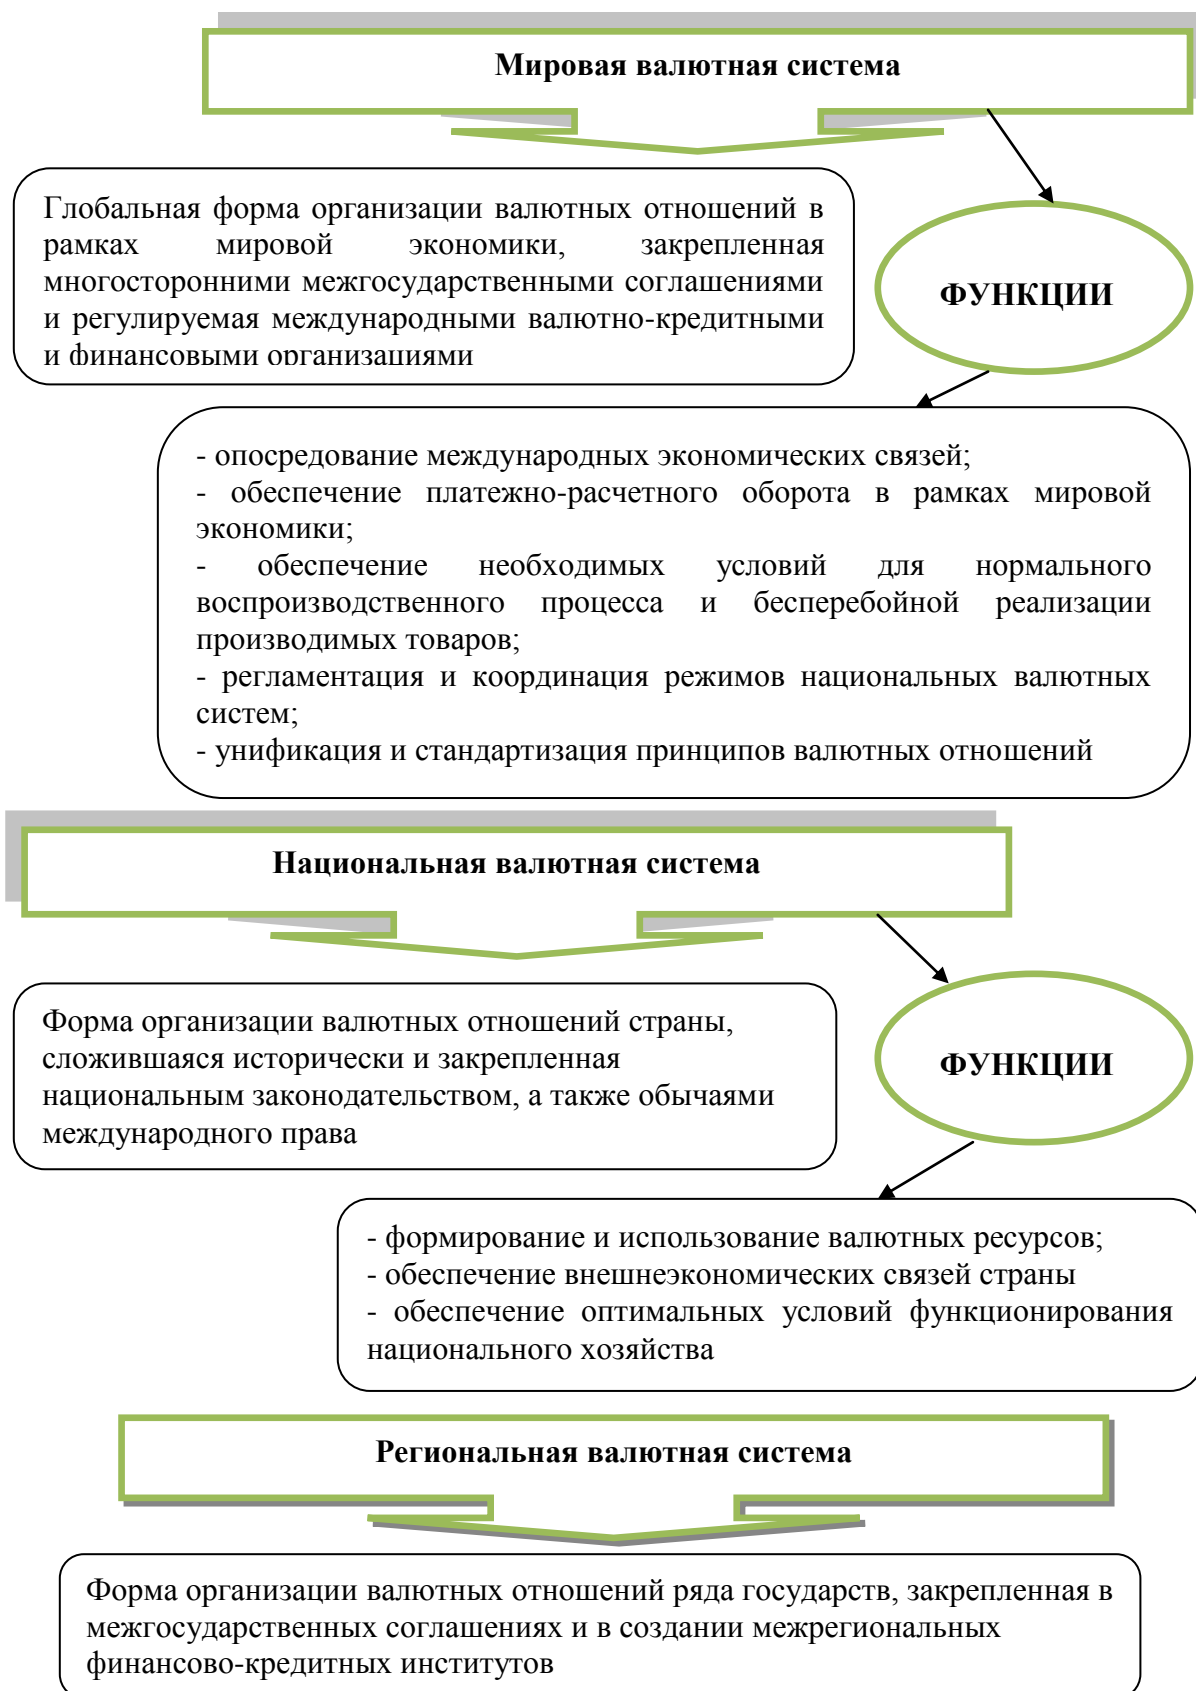 Мировая валютная система
Глобальная форма организации валютных отношений в
рамках мировой экономики, закрепленная
многосторонними межгосударственными соглашениями
и регулируемая международными валютно-кредитными
и финансовыми организациями
ФУНКЦИИ
- опосредование международных экономических связей;
- обеспечение платежно-расчетного оборота в рамках мировой
экономики;
- обеспечение необходимых условий для нормального
воспроизводственного процесса и бесперебойной реализации
производимых товаров;
- регламентация и координация режимов национальных валютных
систем;
- унификация и стандартизация принципов валютных отношений
Национальная валютная система
Форма организации валютных отношений страны,
сложившаяся исторически и закрепленная
национальным законодательством, а также обычаями
международного права
ФУНКЦИИ
- формирование и использование валютных ресурсов;
- обеспечение внешнеэкономических связей страны
- обеспечение оптимальных условий функционирования
национального хозяйства
Региональная валютная система
Форма организации валютных отношений ряда государств, закрепленная в
межгосударственных соглашениях и в создании межрегиональных
финансово-кредитных институтов